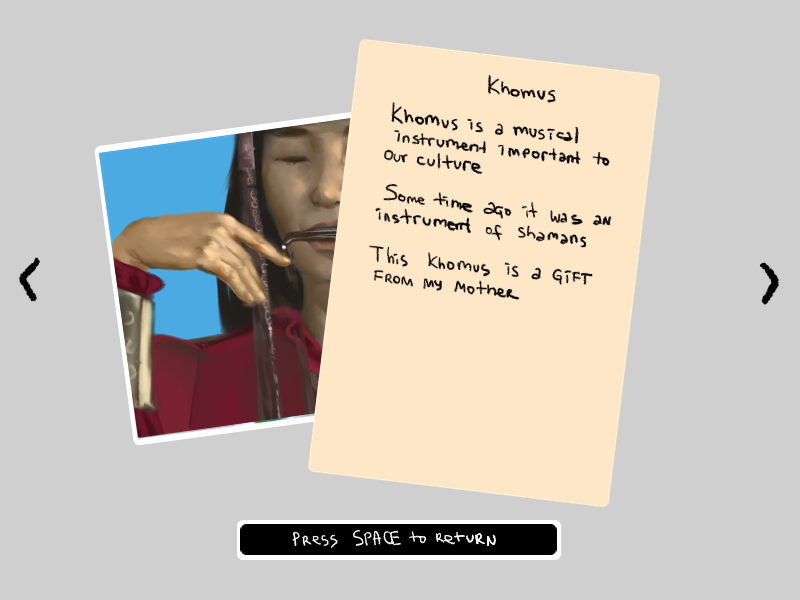 Khomus
Khomus is a musical
instrument important to
our culture
Some time ago it was an
instrument of shamans
This Khomus is a GIFT
FROM MY MOTHER
PRESS SPACE to RETURN